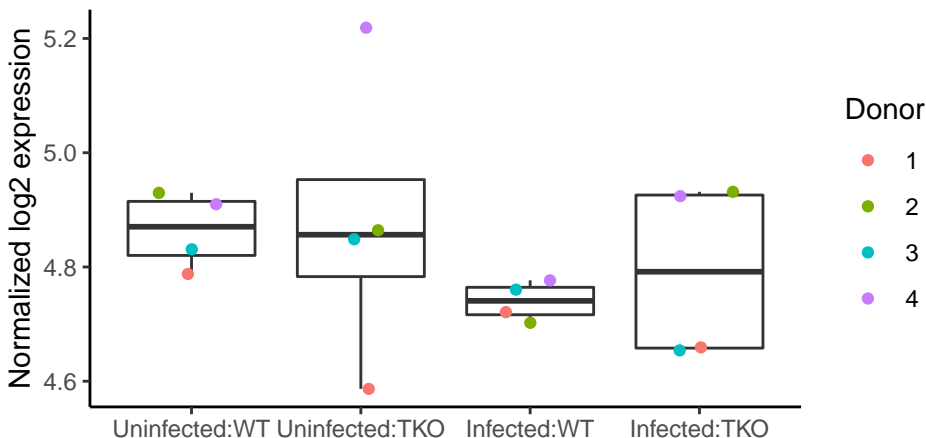 Normalized log2 expression
5.2
5.0
4.8
4.6
Uninfected:WT Uninfected:TKO Infected:WT Infected:TKO
Donor
1
2
3
4